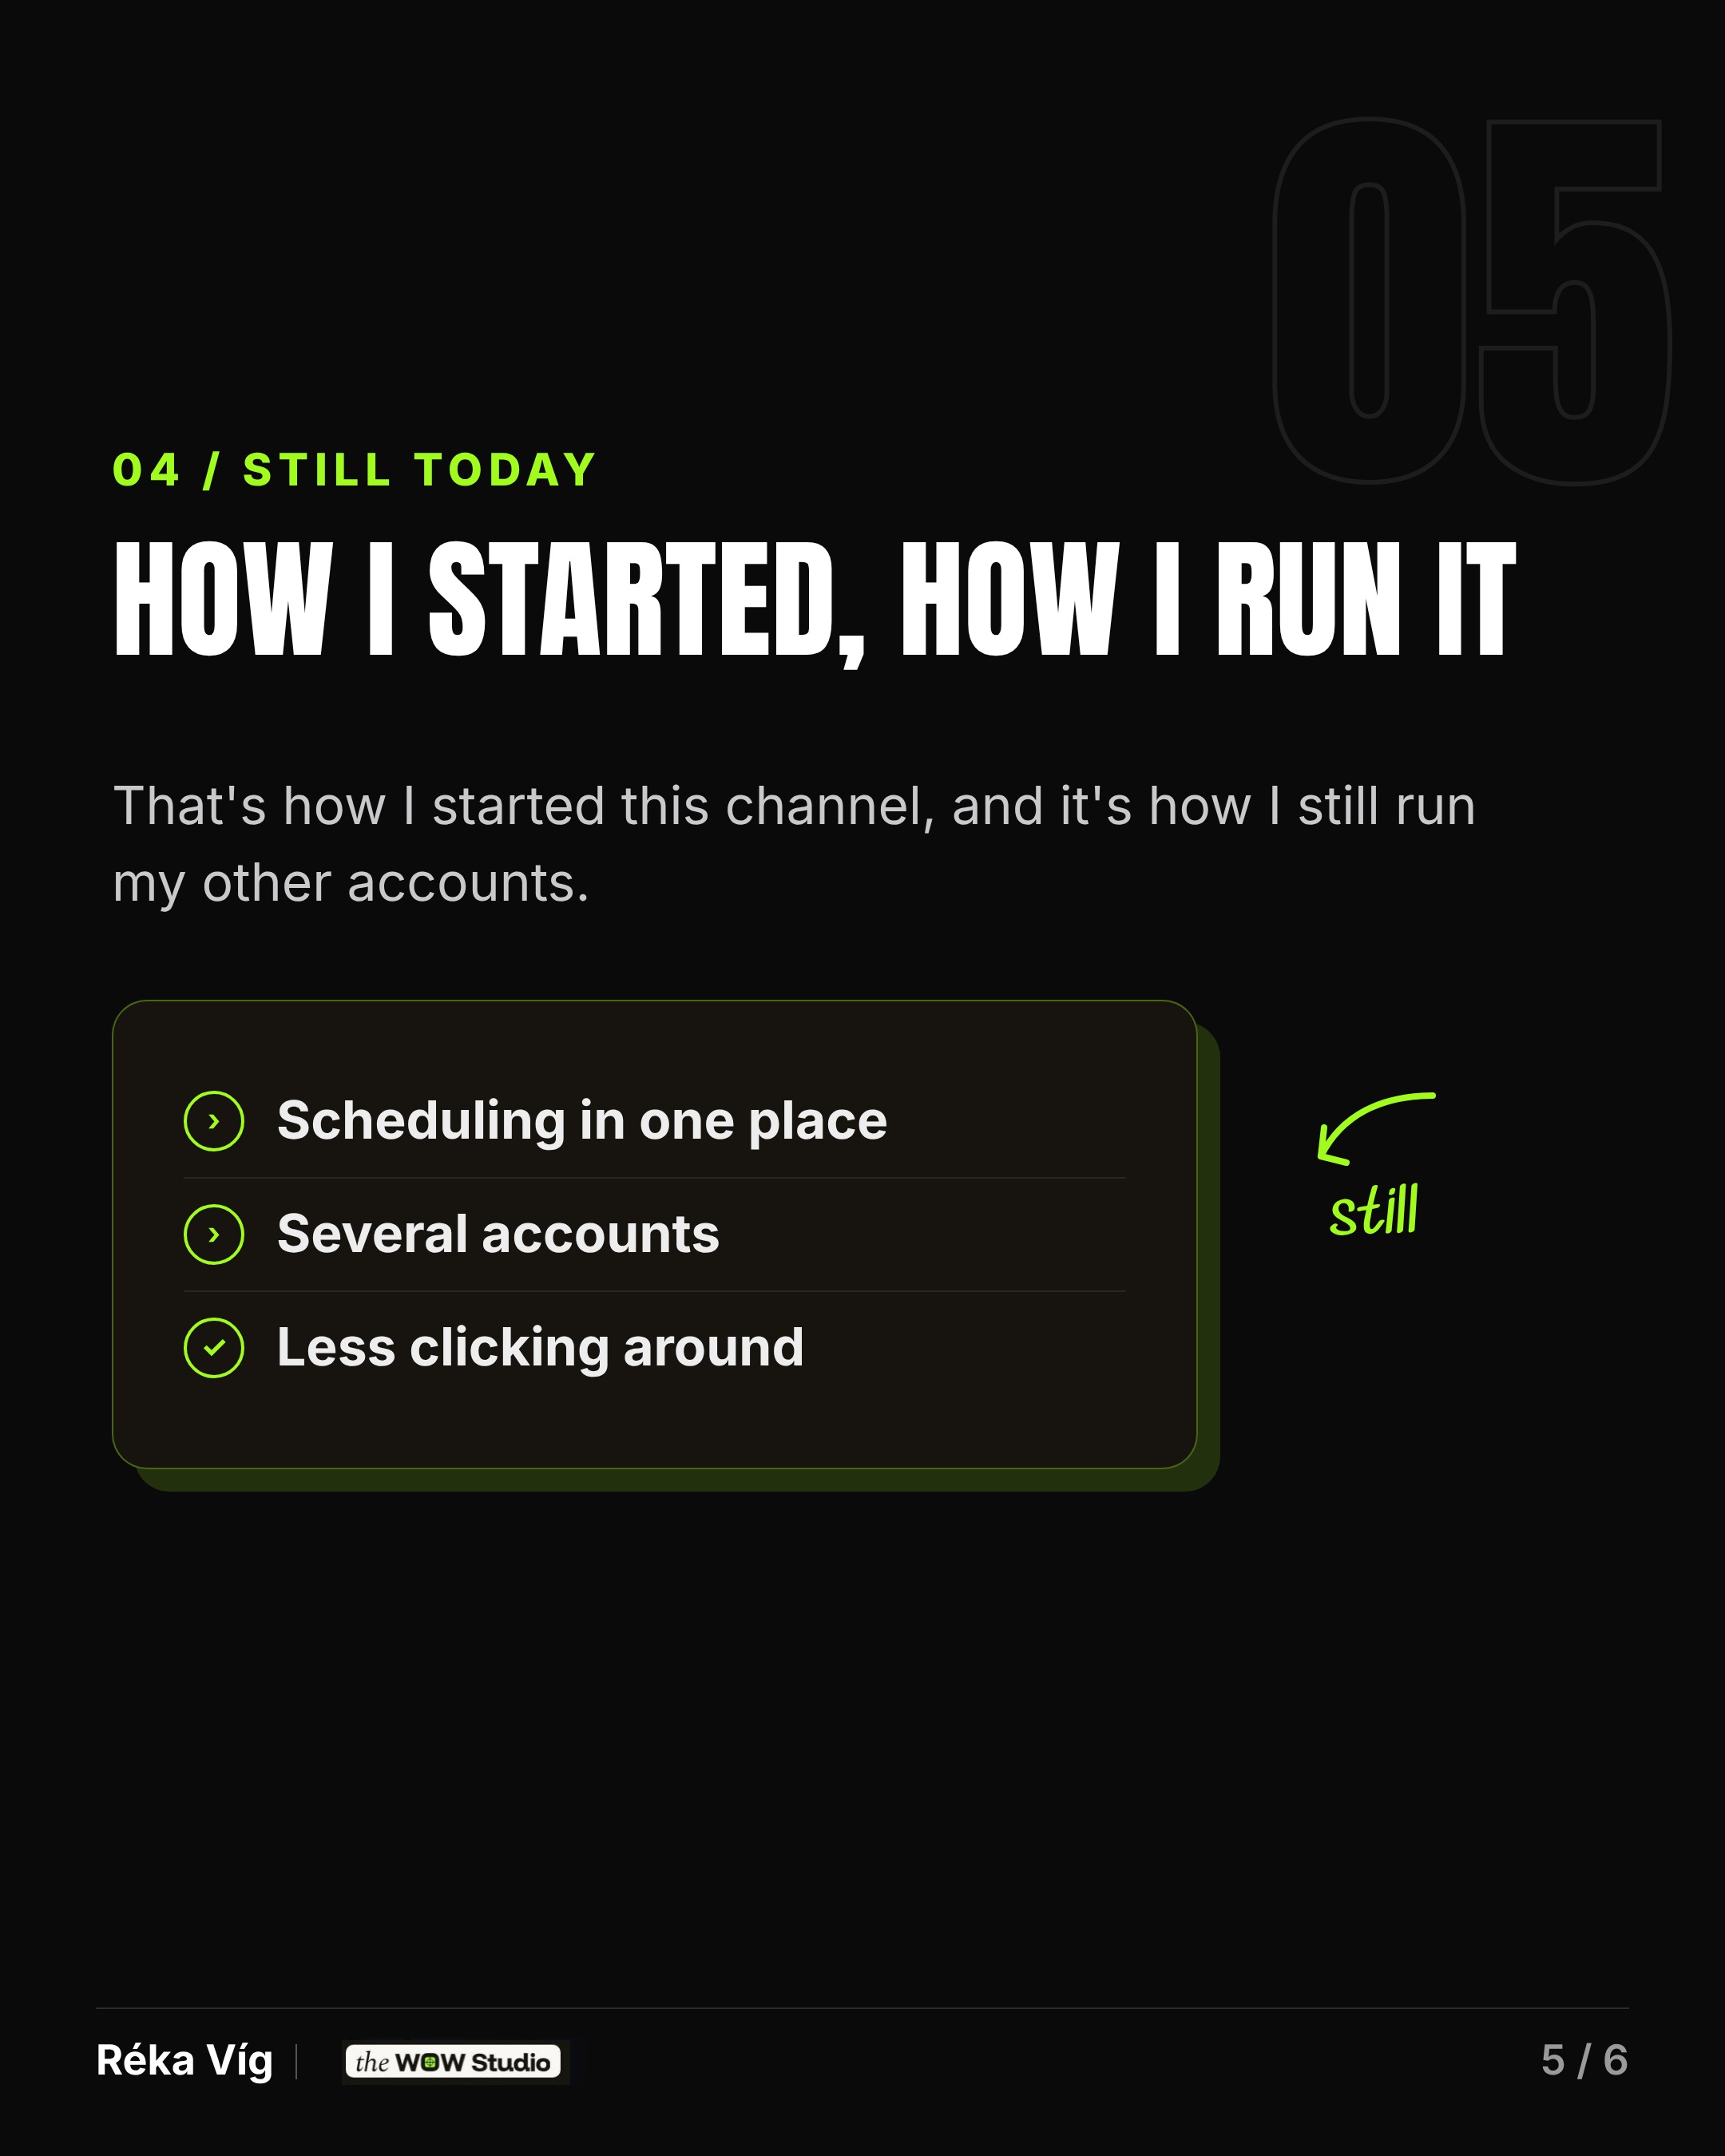 05
04 / STILL TODAY
HOW I STARTED, HOW I RUN IT
That's how I started this channel, and it's how I still run
my other accounts.
Scheduling in one place
Several accounts
Less clicking around
still
Réka Víg
the WOW Studio
5 / 6